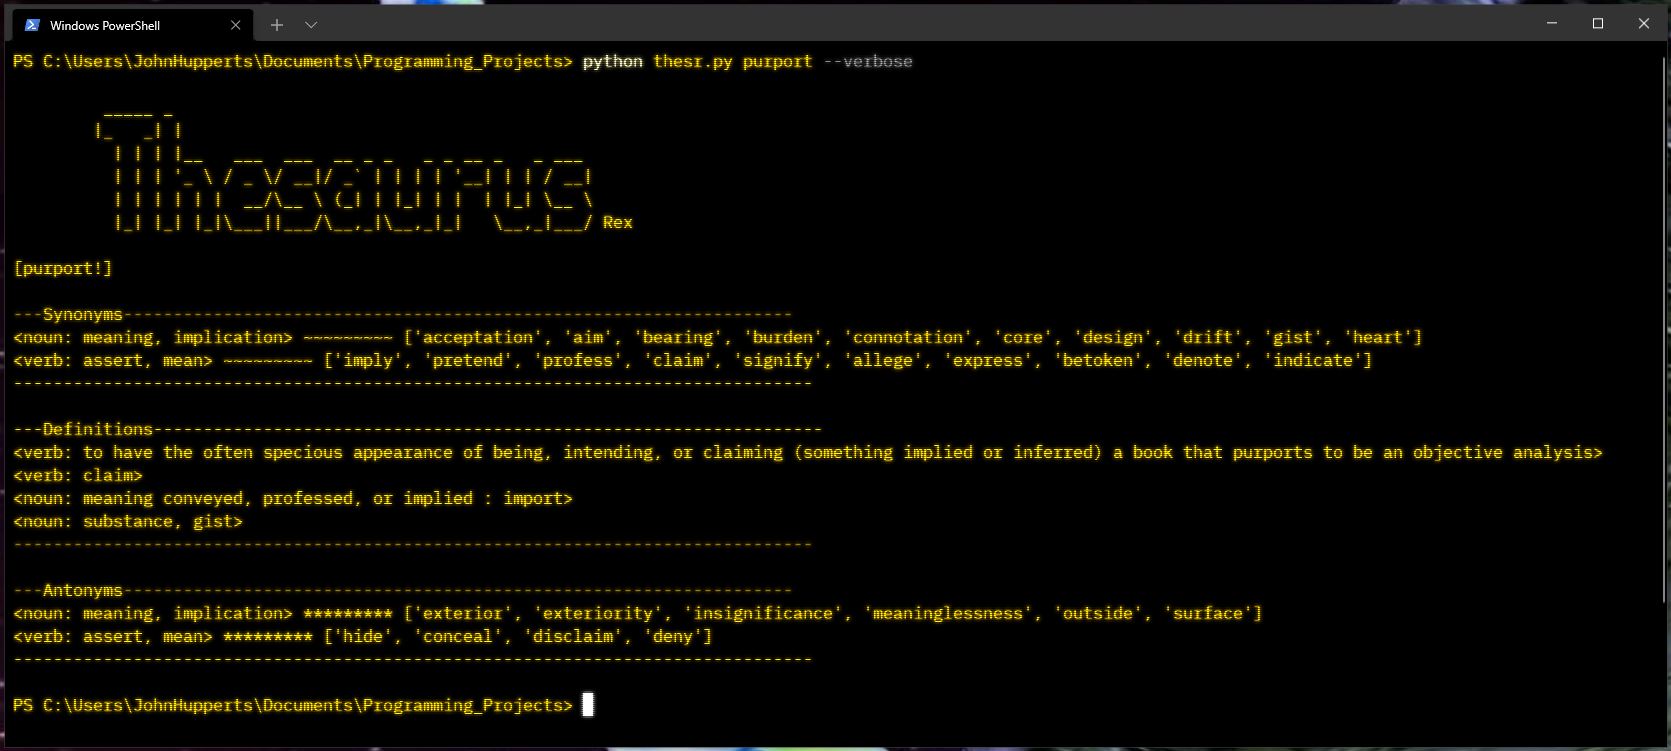 Windows PowerShell
PS C:\Users\JohnHupperts\Documents\Programming_Projects> python thesr.py purport --verbose
Thesaurus Rex
[purport!]
---Synonyms-------------------------------------------------------------------
<noun: meaning, implication> ~~~~~~~~~ ['acceptation', 'aim', 'bearing', 'burden', 'connotation', 'core', 'design', 'drift', 'gist', 'heart']
<verb: assert, mean> ~~~~~~~~~ ['imply', 'pretend', 'profess', 'claim', 'signify', 'allege', 'express', 'betoken', 'denote', 'indicate']
--------------------------------------------------------------------------------
---Definitions-------------------------------------------------------------------
<verb: to have the often specious appearance of being, intending, or claiming (something implied or inferred) a book that purports to be an objective analysis>
<verb: claim>
<noun: meaning conveyed, professed, or implied : import>
<noun: substance, gist>
--------------------------------------------------------------------------------
---Antonyms-------------------------------------------------------------------
<noun: meaning, implication> ********* ['exterior', 'exteriority', 'insignificance', 'meaninglessness', 'outside', 'surface']
<verb: assert, mean> ********* ['hide', 'conceal', 'disclaim', 'deny']
--------------------------------------------------------------------------------
PS C:\Users\JohnHupperts\Documents\Programming_Projects>